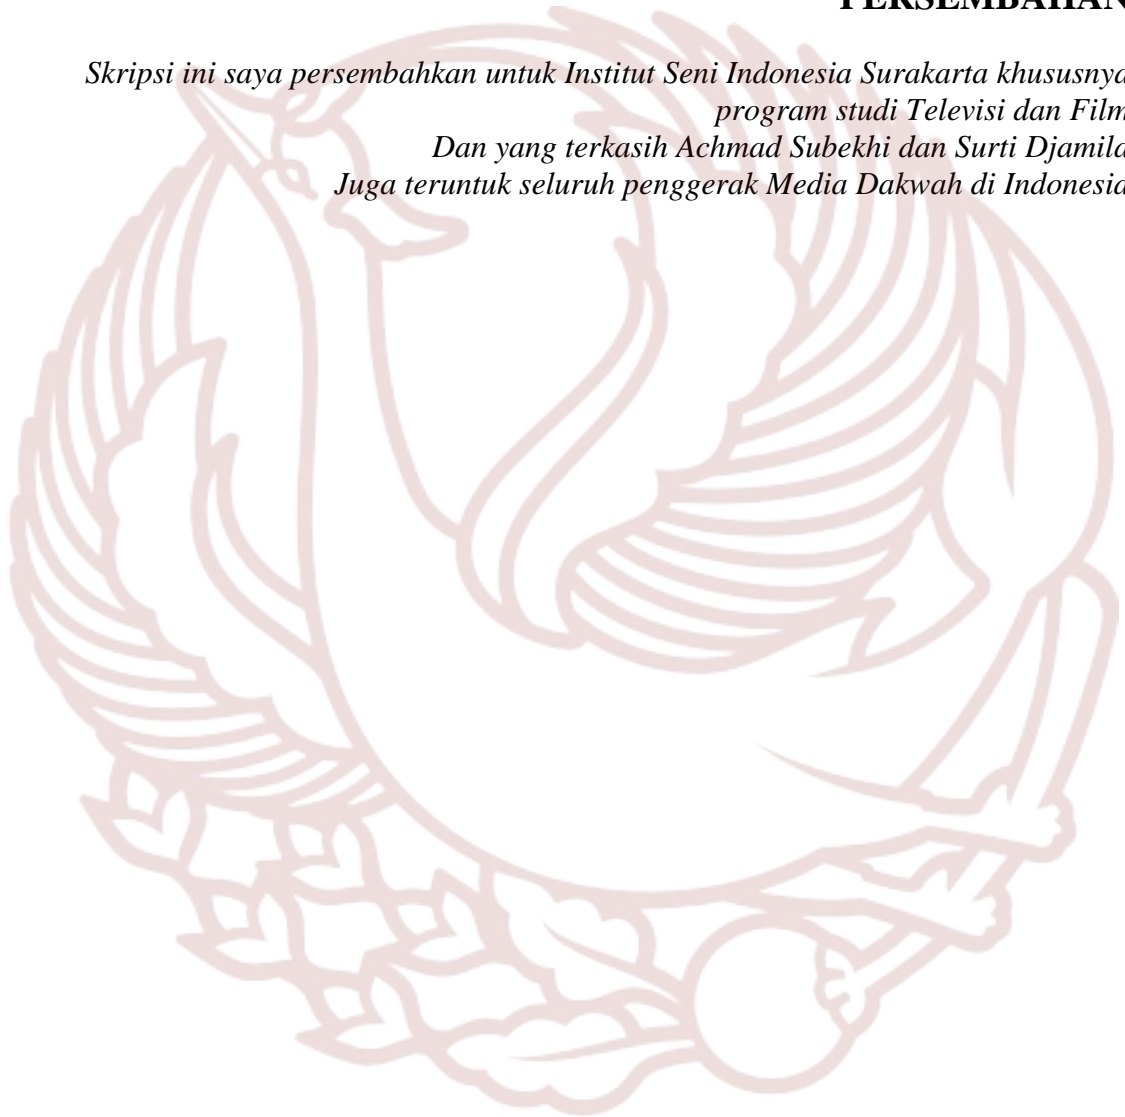 PERSEMBAHAN
Skripsi ini saya persembahkan untuk Institut Seni Indonesia Surakarta khususnya
program studi Televisi dan Film
Dan yang terkasih Achmad Subekhi dan Surti Djamila
Juga teruntuk seluruh penggerak Media Dakwah di Indonesia